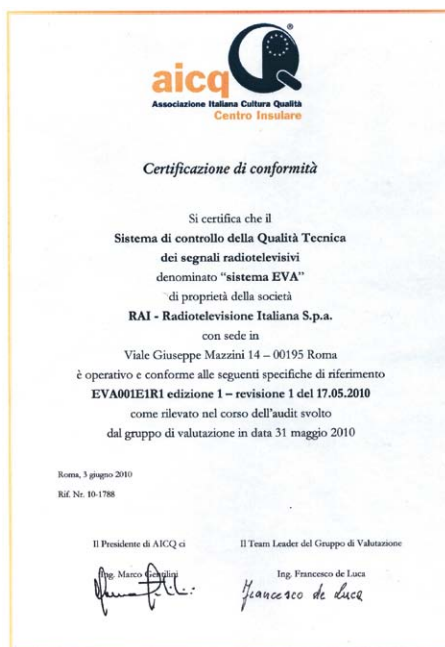 aicq
®
Associazione Italiana Cultura Qualità
Centro Insulare
Certificazione di conformità
Si certifica che il
Sistema di controllo della Qualità Tecnica
dei segnali radiotelevisivi
denominato “sistema EVA”
di proprietà della società
RAI - Radiotelevisione Italiana S.p.a.
con sede in
Viale Giuseppe Mazzini 14 – 00195 Roma
è operativo e conforme alle seguenti specifiche di riferimento
EVA001E1R1 edizione 1 – revisione 1 del 17.05.2010
come rilevato nel corso dell’audit svolto
dal gruppo di valutazione in data 31 maggio 2010
Roma, 3 giugno 2010
Rif. Nr. 10-1788
Il Presidente di AICQ ci
Il Team Leader del Gruppo di Valutazione
Ing. Marco Gentilini
Ing. Francesco de Luca
Francesco de Luca